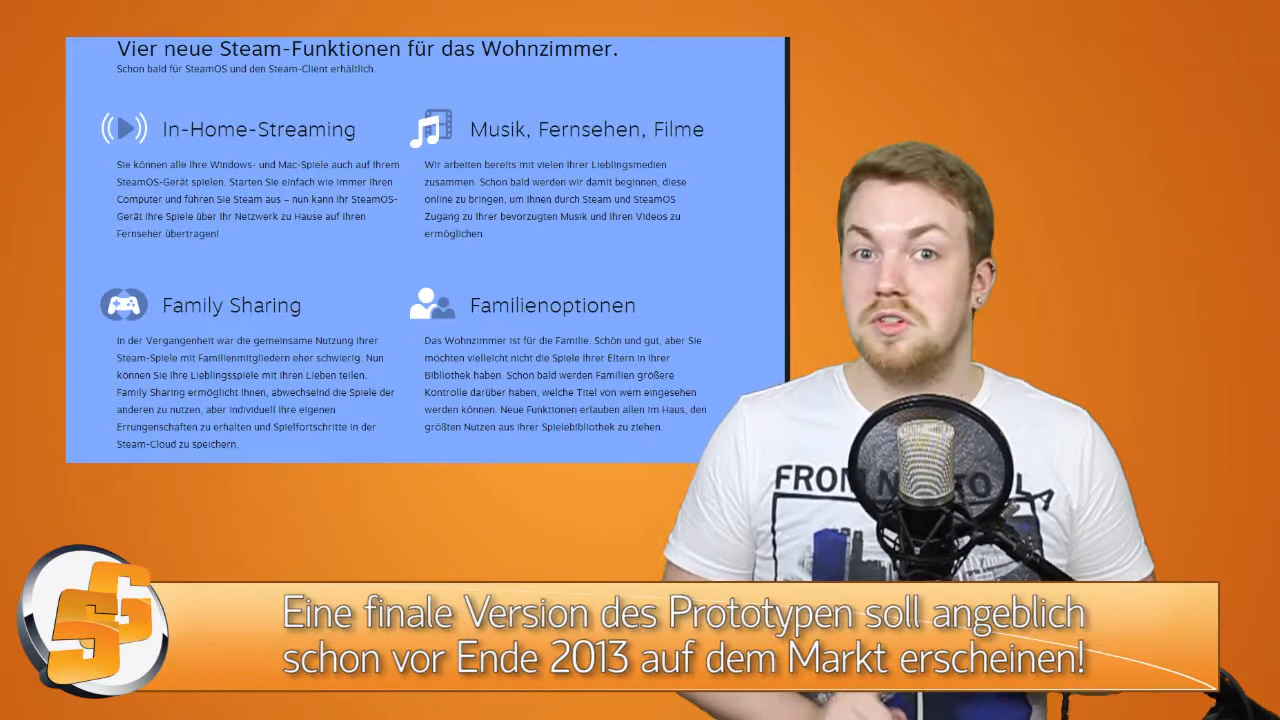 Vier neue Steam-Funktionen für das Wohnzimmer.
Schon bald für SteamOS und den Steam-Client erhältlich.
In-Home-Streaming
Sie können alle Ihre Windows- und Mac-Spiele auch auf Ihrem
SteamOS-Gerät spielen. Starten Sie einfach wie immer Ihren
Computer und führen Sie Steam aus – nun kann Ihr SteamOS-
Gerät Ihre Spiele über Ihr Netzwerk zu Hause auf Ihren
Fernseher übertragen!
Musik, Fernsehen, Filme
Wir arbeiten bereits mit vielen Ihrer Lieblingsmedien
zusammen. Schon bald werden wir damit beginnen, diese
online zu bringen, um Ihnen durch Steam und SteamOS
Zugang zu Ihrer bevorzugten Musik und Ihren Videos zu
ermöglichen.
Family Sharing
In der Vergangenheit war die gemeinsame Nutzung Ihrer
Steam-Spiele mit Familienmitgliedern eher schwierig. Nun
können Sie Ihre Lieblingsspiele mit Ihren Lieben teilen.
Family Sharing ermöglicht Ihnen, abwechselnd die Spiele der
anderen zu nutzen, aber individuell Ihre eigenen
Errungenschaften zu erhalten und Spielfortschritte in der
Steam-Cloud zu speichern.
Familienoptionen
Das Wohnzimmer ist für die Familie. Schön und gut, aber Sie
möchten vielleicht nicht die Spiele Ihrer Eltern in Ihrer
Bibliothek haben. Schon bald werden Familien größere
Kontrolle darüber haben, welche Titel von wem eingesehen
werden können. Neue Funktionen erlauben allen im Haus, den
größten Nutzen aus Ihrer Spielebibliothek zu ziehen.
FROM
SG
Eine finale Version des Prototypen soll angeblich
schon vor Ende 2013 auf dem Markt erscheinen!